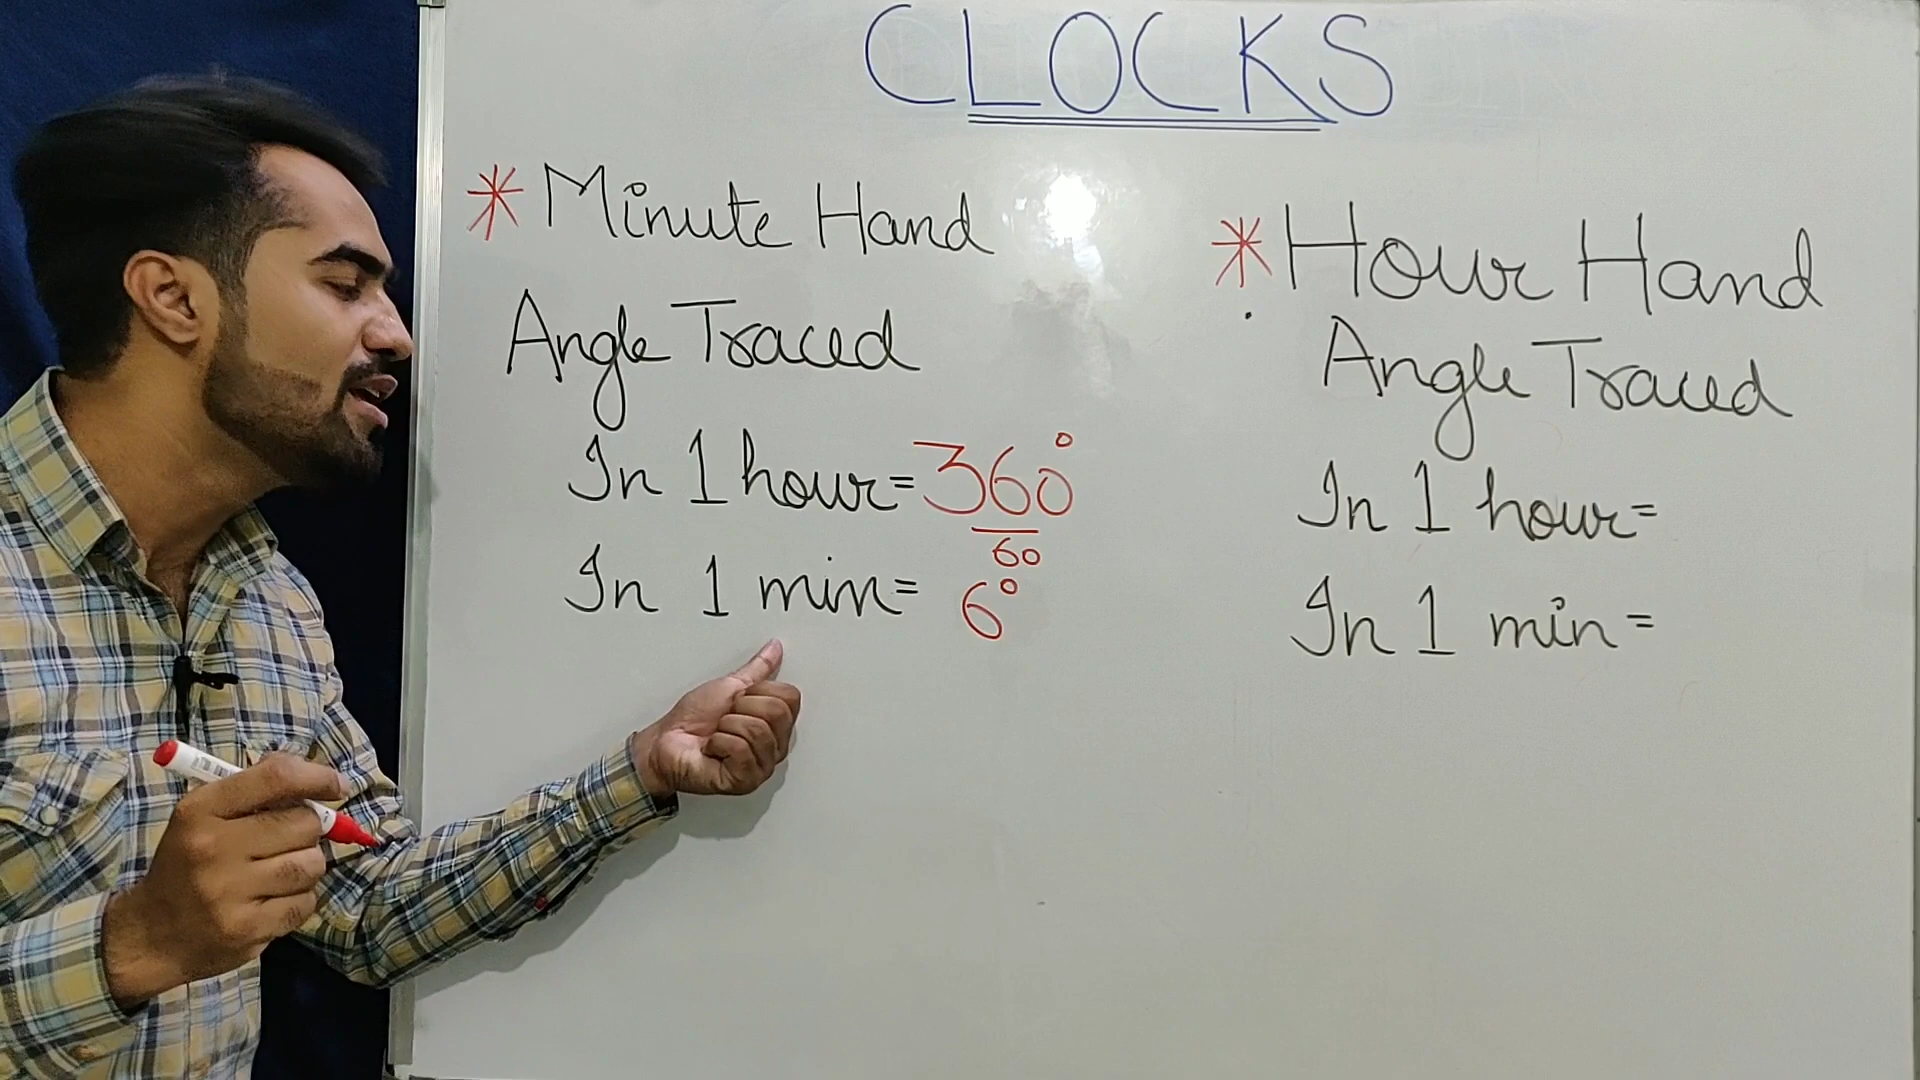 CLOCKS
* Minute Hand
Angle Traced
In 1 hour = 360°
60
In 1 min = 6°
* Hour Hand
Angle Traced
In 1 hour =
In 1 min =